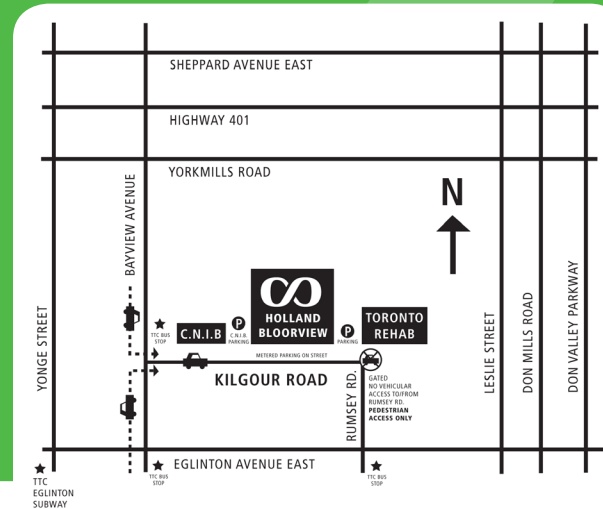 SHEPPARD AVENUE EAST
HIGHWAY 401
YORKMILLS ROAD
BAYVIEW AVENUE
N
YONGE STREET
LESLIE STREET
DON MILLS ROAD
DON VALLEY PARKWAY
TTC BUS
STOP
C.N.I.B
P
C.N.I.B.
PARKING
HOLLAND
BLOORVIEW
P
PARKING
TORONTO
REHAB
METERED PARKING ON STREET
KILGOUR ROAD
RUMSEY RD.
GATED
NO VEHICULAR
ACCESS TO/FROM
RUMSEY RD.
PEDESTRIAN
ACCESS ONLY
EGLINTON AVENUE EAST
TTC
EGLINTON
SUBWAY
TTC BUS
STOP
TTC BUS
STOP